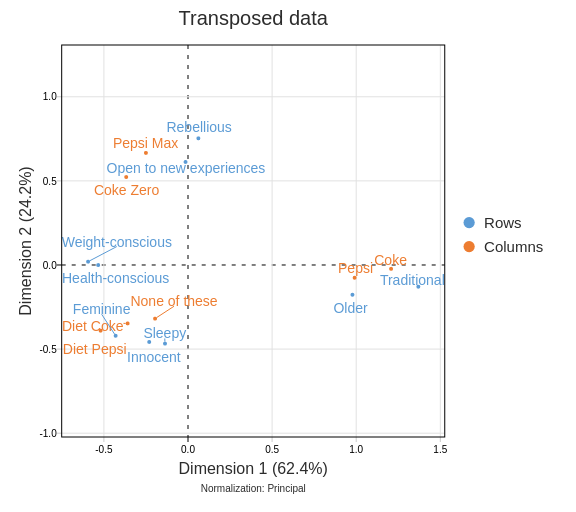 Transposed data
1.0
0.5
0.0
-0.5
-1.0
Dimension 2 (24.2%)
Rebellious
Pepsi Max
Open to new experiences
Coke Zero
Weight-conscious
Health-conscious
Coke
Pepsi
Traditional
Older
None of these
Feminine
Diet Coke
Sleepy
Diet Pepsi
Innocent
Rows
Columns
-0.5
0.0
0.5
1.0
1.5
Dimension 1 (62.4%)
Normalization: Principal